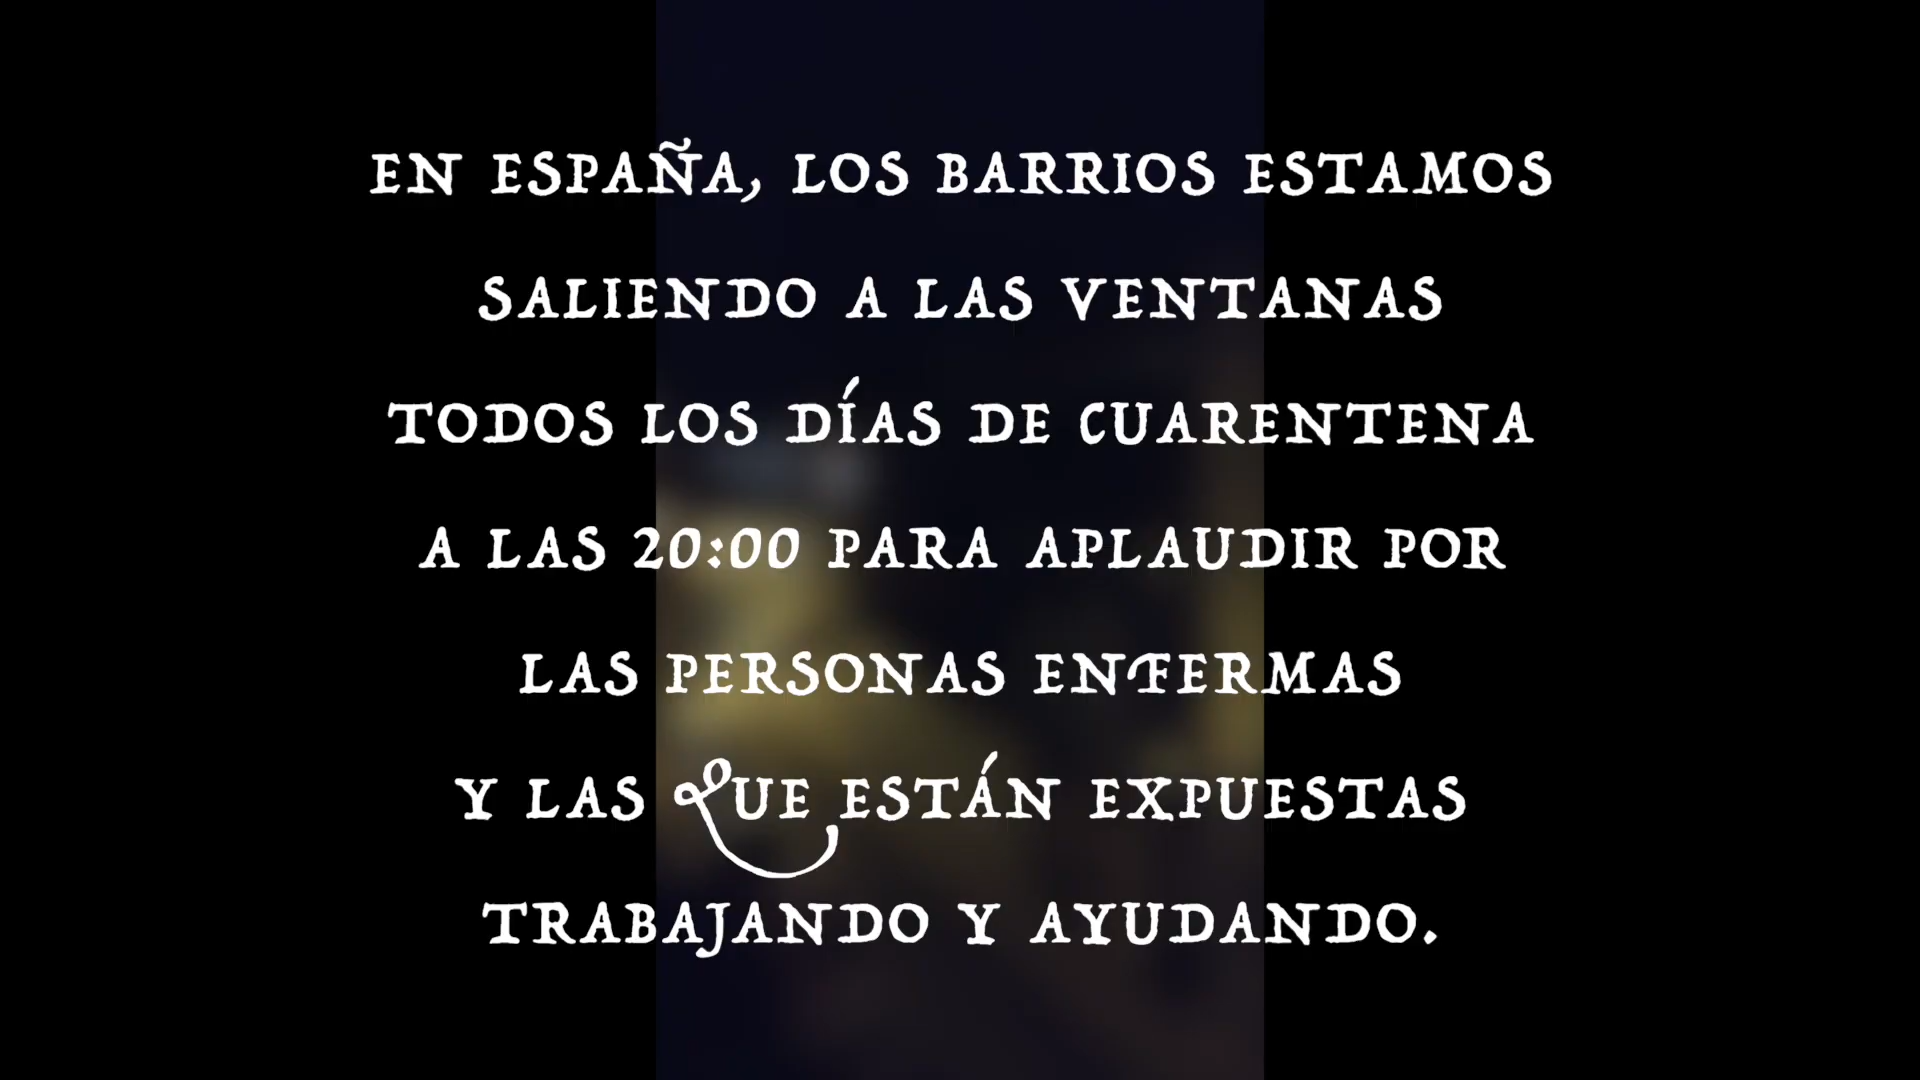 EN ESPAÑA, LOS BARRIOS ESTAMOS
SALIENDO A LAS VENTANAS
TODOS LOS DÍAS DE CUARENTENA
A LAS 20:00 PARA APLAUDIR POR
LAS PERSONAS ENFERMAS
Y LAS QUE ESTÁN EXPUESTAS
TRABAJANDO Y AYUDANDO.